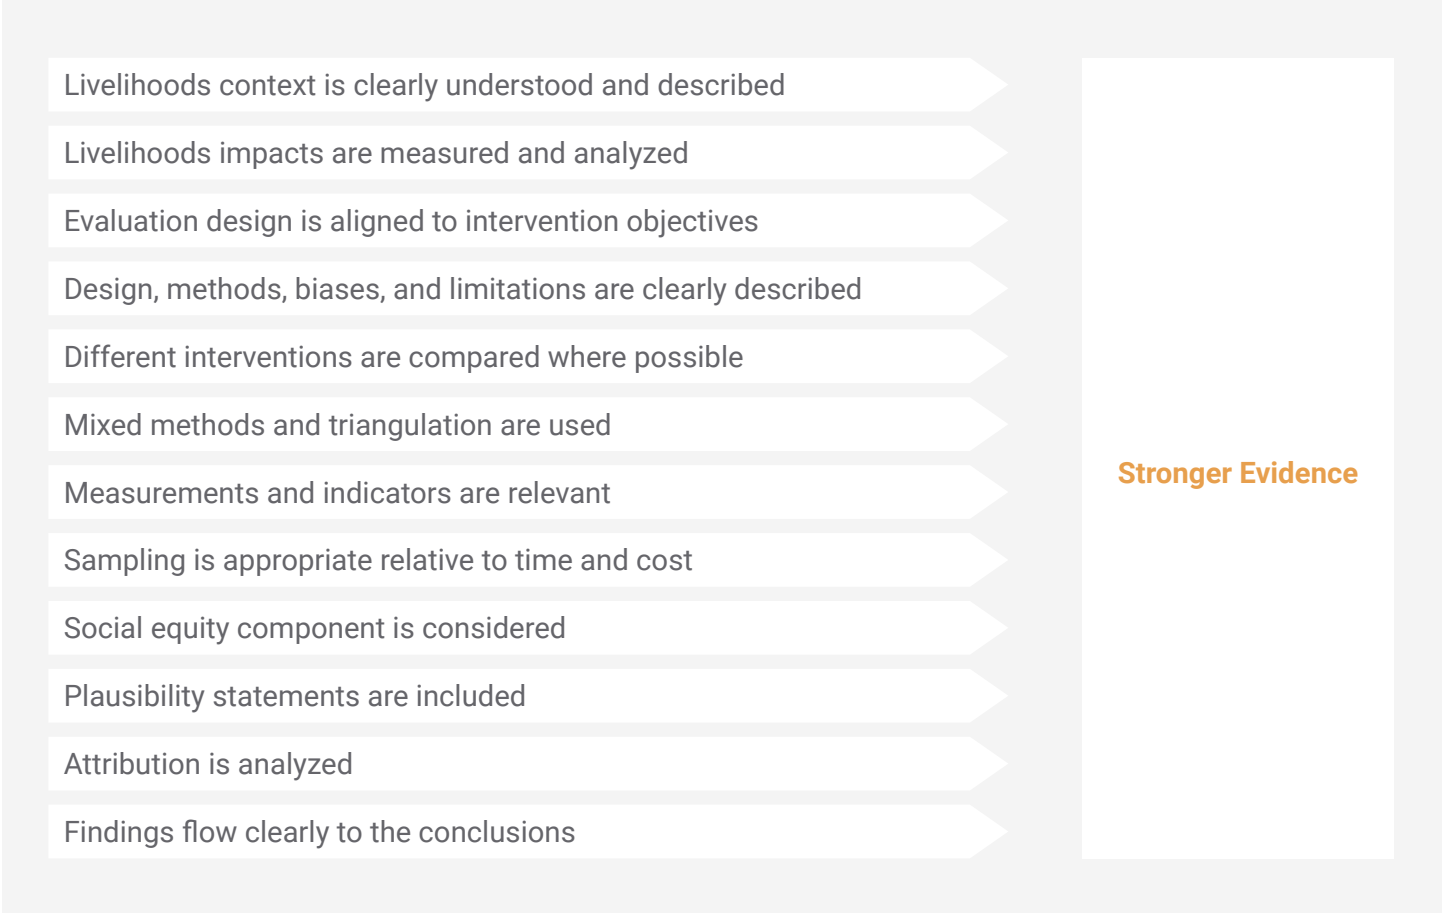 Livelihoods context is clearly understood and described
Livelihoods impacts are measured and analyzed
Evaluation design is aligned to intervention objectives
Design, methods, biases, and limitations are clearly described
Different interventions are compared where possible
Mixed methods and triangulation are used
Measurements and indicators are relevant
Sampling is appropriate relative to time and cost
Social equity component is considered
Plausibility statements are included
Attribution is analyzed
Findings flow clearly to the conclusions
Stronger Evidence